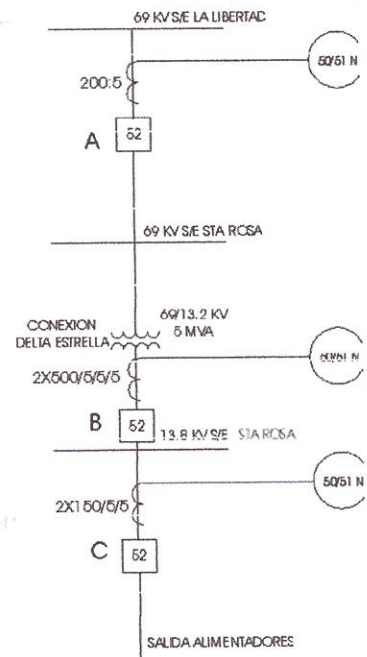 69 KV S/E LA LIBERTAD
50/51 N
200:5
A
52
69 KV S/E STA ROSA
69/13.2 KV
5 MVA
CONEXION
DELTA ESTRELLA
50/51 N
2X500/5/5/5
B
52
13.8 KV S/E STA ROSA
50/51 N
2X150/5/5
C
52
SALIDA ALIMENTADORES